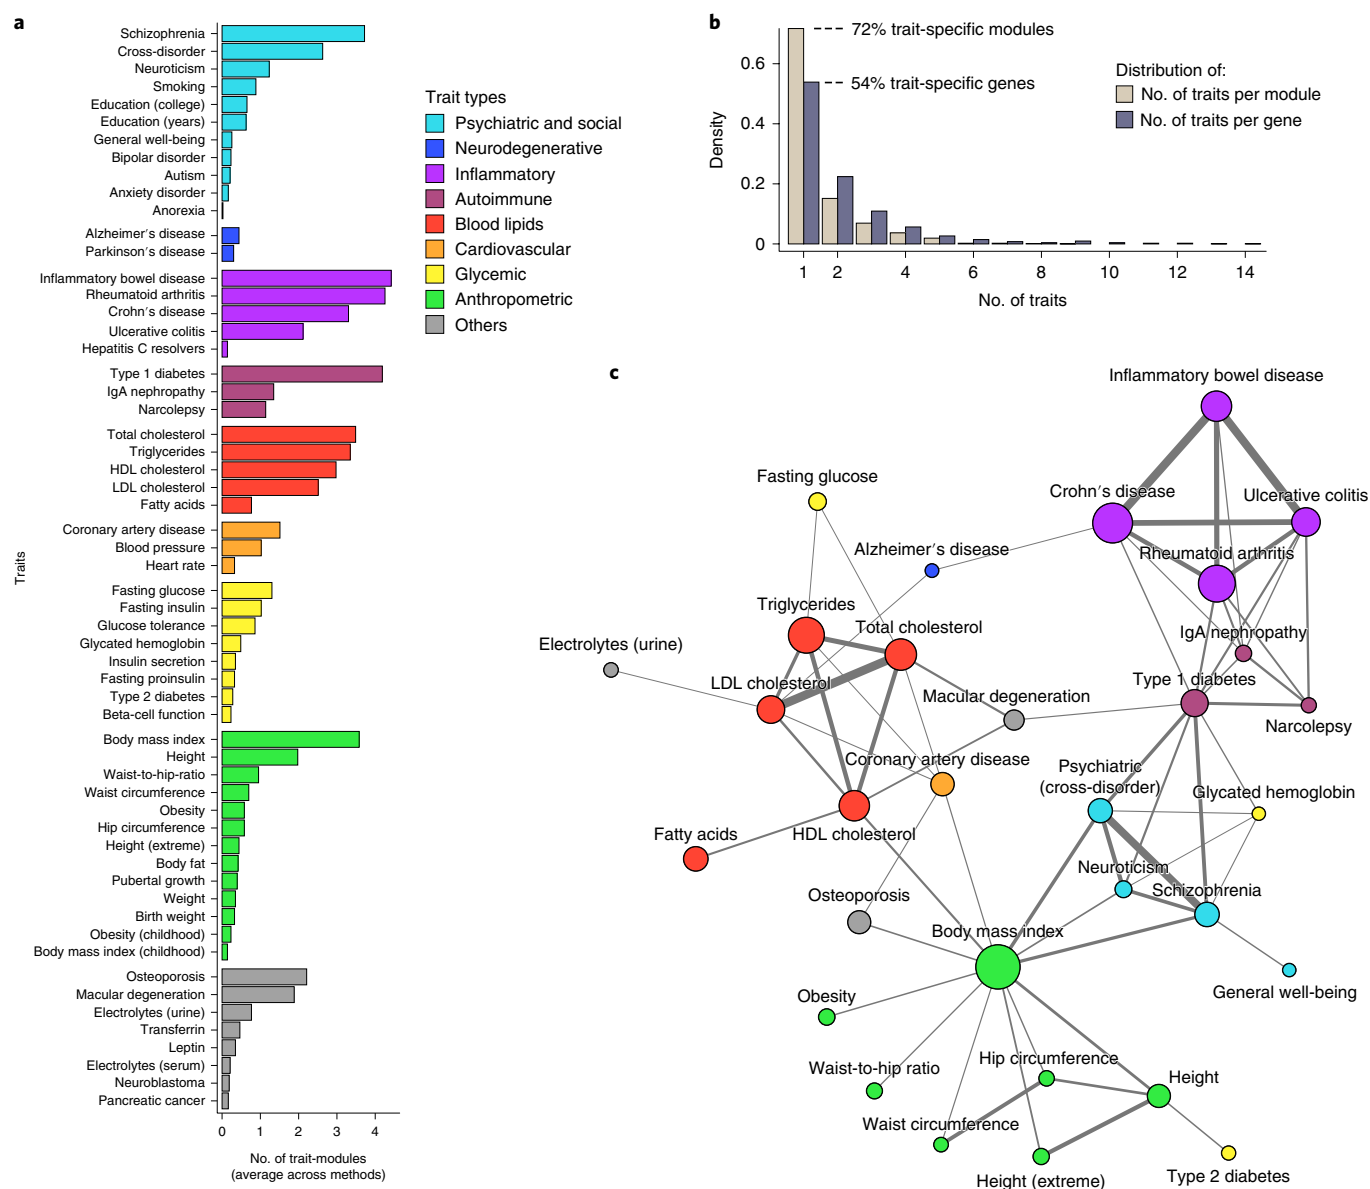 a
Schizophrenia
Cross-disorder
Neuroticism
Smoking
Education (college)
Education (years)
General well-being
Bipolar disorder
Autism
Anxiety disorder
Anorexia
Alzheimer′s disease
Parkinson′s disease
Inflammatory bowel disease
Rheumatoid arthritis
Crohn′s disease
Ulcerative colitis
Hepatitis C resolvers
Type 1 diabetes
IgA nephropathy
Narcolepsy
Total cholesterol
Triglycerides
HDL cholesterol
LDL cholesterol
Fatty acids
Coronary artery disease
Blood pressure
Heart rate
Fasting glucose
Fasting insulin
Glucose tolerance
Glycated hemoglobin
Insulin secretion
Fasting proinsulin
Type 2 diabetes
Beta-cell function
Body mass index
Height
Waist-to-hip-ratio
Waist circumference
Obesity
Hip circumference
Height (extreme)
Body fat
Pubertal growth
Weight
Birth weight
Obesity (childhood)
Body mass index (childhood)
Osteoporosis
Macular degeneration
Electrolytes (urine)
Transferrin
Leptin
Electrolytes (serum)
Neuroblastoma
Pancreatic cancer
Traits
0 1 2 3 4
No. of trait-modules
(average across methods)
Trait types
Psychiatric and social
Neurodegenerative
Inflammatory
Autoimmune
Blood lipids
Cardiovascular
Glycemic
Anthropometric
Others
b
72% trait-specific modules
54% trait-specific genes
Distribution of:
No. of traits per module
No. of traits per gene
Density
0.6
0.4
0.2
0
1 2 4 6 8 10 12 14
No. of traits
c
Inflammatory bowel disease
Fasting glucose
Crohn′s disease
Ulcerative colitis
Alzheimer′s disease
Rheumatoid arthritis
Triglycerides
Total cholesterol
IgA nephropathy
Electrolytes (urine)
LDL cholesterol
Type 1 diabetes
Macular degeneration
Narcolepsy
Coronary artery disease
Psychiatric
(cross-disorder)
Glycated hemoglobin
Fatty acids
HDL cholesterol
Neuroticism
Schizophrenia
Osteoporosis
Body mass index
General well-being
Obesity
Hip circumference
Waist-to-hip ratio
Height
Waist circumference
Height (extreme)
Type 2 diabetes